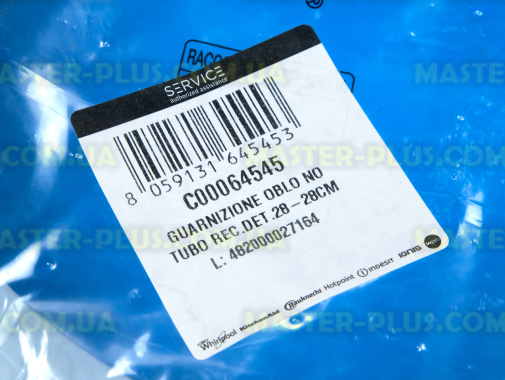 MASTER-PLUS.COM.UA
RACCO
SERVICE
authorized assistance
8 059131 645453
C00064545
GUARNIZIONE OBLO NO
TUBO REC.DET.28-28CM
L: 482000027164
Whirlpool KitchenAid Bauknecht Hotpoint indesit IGNIS